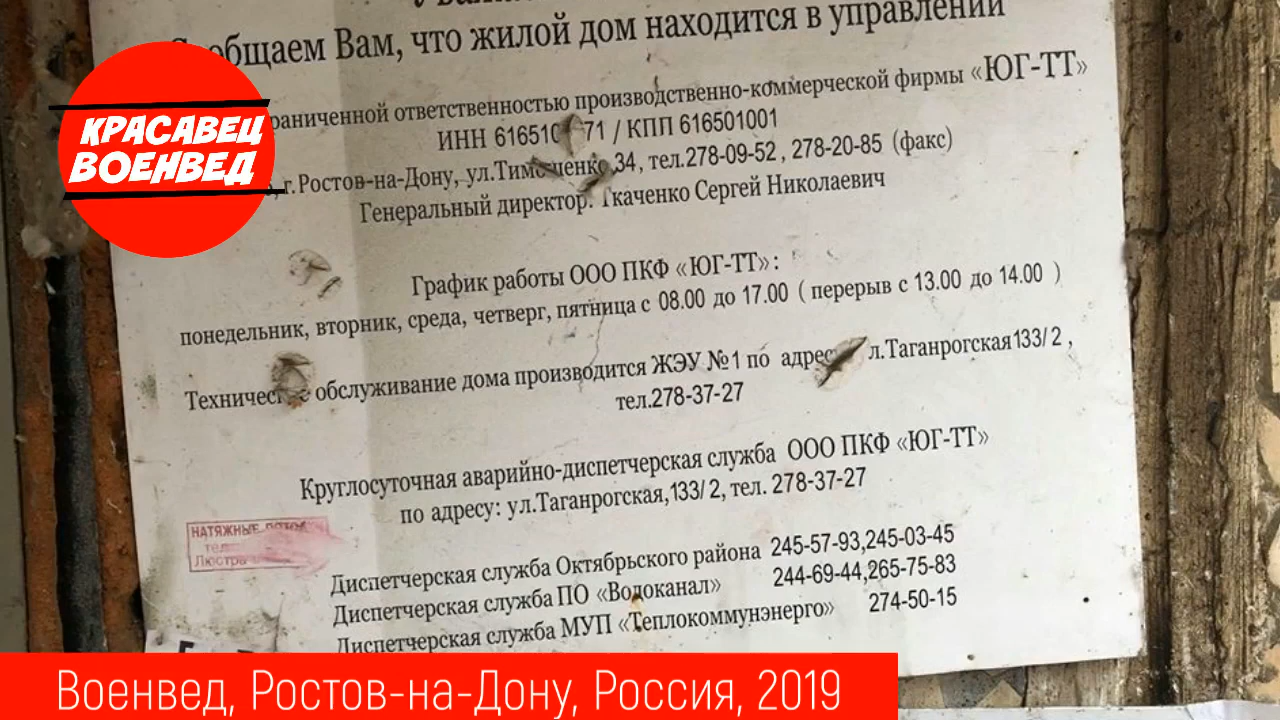 Сообщаем Вам, что жилой дом находится в управлении
КРАСАВЕЦ
ВОЕНВЕД
ответственностью производственно-коммерческой фирмы «ЮГ-ТТ»
ИНН / КПП 616501001
г.Ростов-на-Дону, ул. 34, тел.278-09-52 , 278-20-85 (факс)
Генеральный директор: Ткаченко Сергей Николаевич
График работы ООО ПКФ «ЮГ-ТТ»:
понедельник, вторник, среда, четверг, пятница с 08.00 до 17.00 ( перерыв с 13.00 до 14.00 )
Техническое обслуживание дома производится ЖЭУ №1 по адресу л.Таганрогская133/2 ,
тел.278-37-27
Круглосуточная аварийно-диспетчерская служба ООО ПКФ «ЮГ-ТТ»
по адресу: ул.Таганрогская,133/2, тел. 278-37-27
НАТЯЖНЫЕ
Диспетчерская служба Октябрьского района 245-57-93,245-03-45
Диспетчерская служба ПО «Водоканал» 244-69-44,265-75-83
Диспетчерская служба МУП «Теплокоммунэнерго» 274-50-15
Военвед, Ростов-на-Дону, Россия, 2019